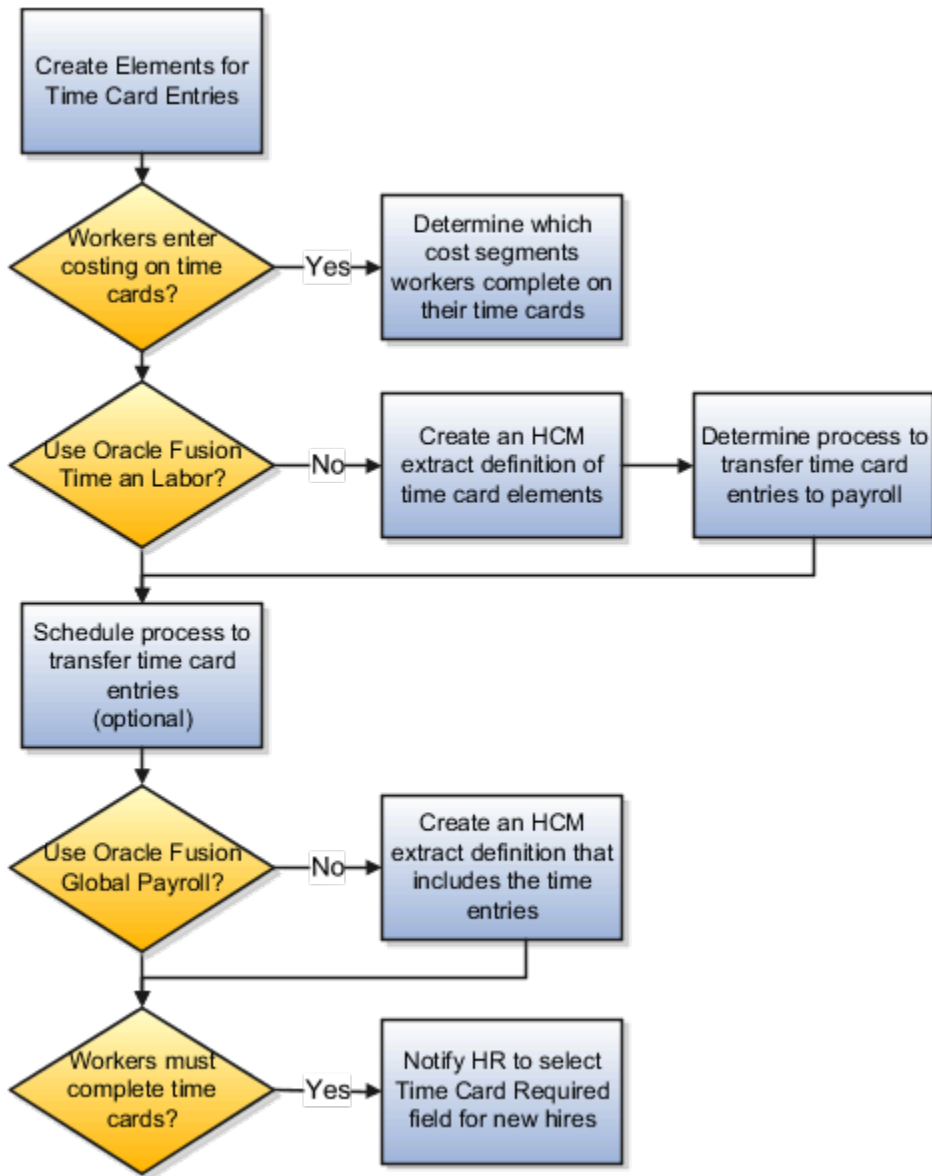 Create Elements for
Time Card Entries
Workers enter
costing on time
cards?
Yes
Determine which
cost segments
workers complete on
their time cards
Use Oracle Fusion
Time an Labor?
No
Create an HCM
extract definition of
time card elements
Determine process to
transfer time card
entries to payroll
Schedule process to
transfer time card
entries
(optional)
Use Oracle Fusion
Global Payroll?
No
Create an HCM
extract definition that
includes the time
entries
Workers must
complete time
cards?
Yes
Notify HR to select
Time Card Required
field for new hires